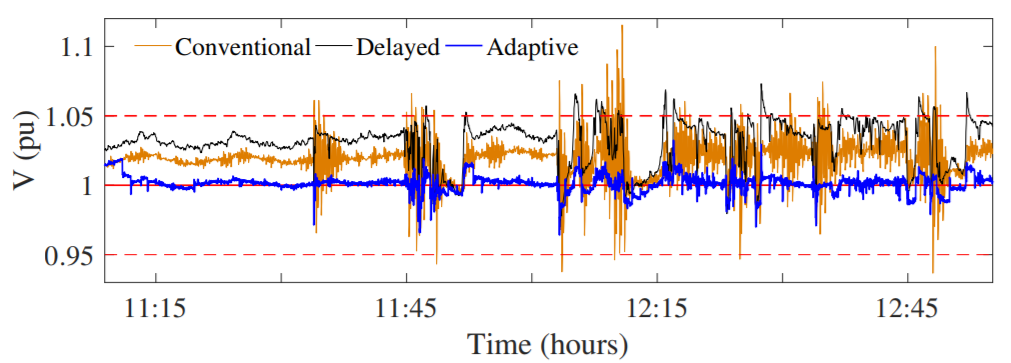 1.1
Conventional Delayed Adaptive
1.05
V (pu)
1
0.95
11:15 11:45 12:15 12:45
Time (hours)